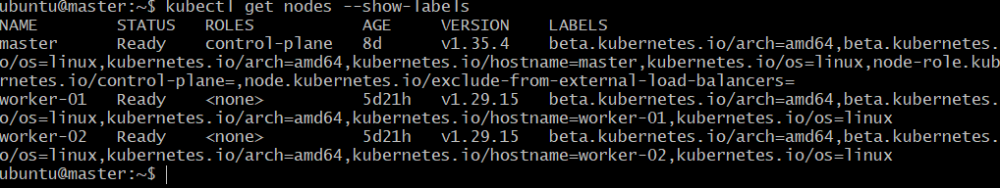 ubuntu@master:~$ kubectl get nodes --show-labels
NAME STATUS ROLES AGE VERSION LABELS
master Ready control-plane 8d v1.35.4 beta.kubernetes.io/arch=amd64,beta.kubernetes.
o/os=linux,kubernetes.io/arch=amd64,kubernetes.io/hostname=master,kubernetes.io/os=linux,node-role.kub
rnetes.io/control-plane=,node.kubernetes.io/exclude-from-external-load-balancers=
worker-01 Ready <none> 5d21h v1.29.15 beta.kubernetes.io/arch=amd64,beta.kubernetes.
o/os=linux,kubernetes.io/arch=amd64,kubernetes.io/hostname=worker-01,kubernetes.io/os=linux
worker-02 Ready <none> 5d21h v1.29.15 beta.kubernetes.io/arch=amd64,beta.kubernetes.
o/os=linux,kubernetes.io/arch=amd64,kubernetes.io/hostname=worker-02,kubernetes.io/os=linux
ubuntu@master:~$